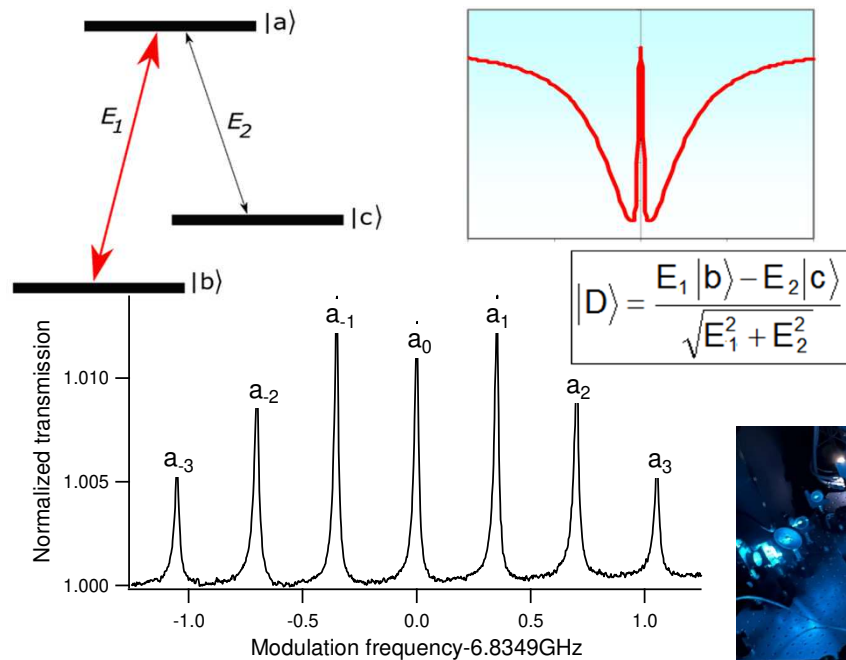 |a⟩
E₁
E₂
|c⟩
|b⟩
|D⟩ = E₁|b⟩−E₂|c⟩ / √E₁²+E₂²
Normalized transmission
1.010
1.005
1.000
a₋₃
a₋₂
a₋₁
a₀
a₁
a₂
a₃
-1.0 -0.5 0.0 0.5 1.0
Modulation frequency-6.8349GHz